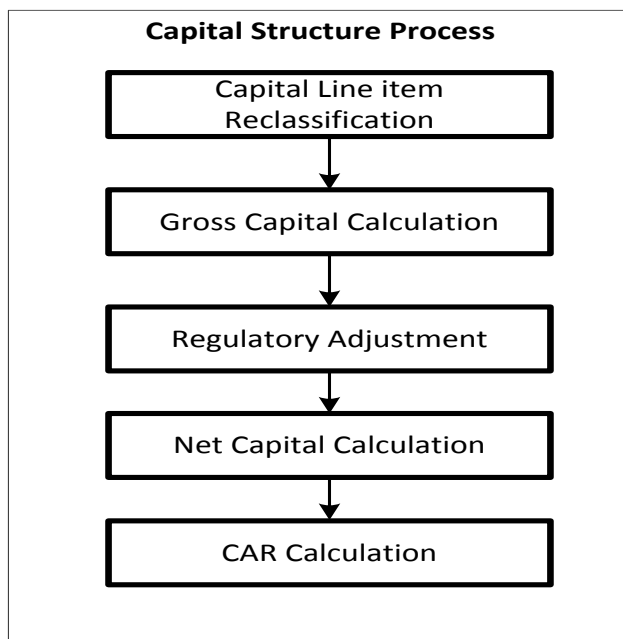 Capital Structure Process
Capital Line item
Reclassification
Gross Capital Calculation
Regulatory Adjustment
Net Capital Calculation
CAR Calculation